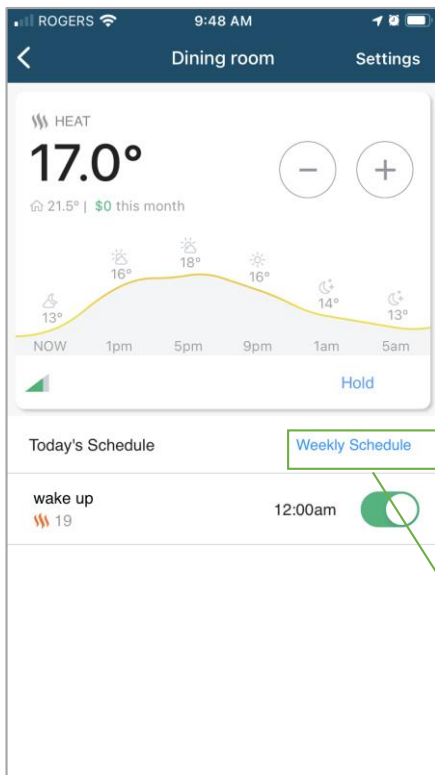 ROGERS 9:48 AM
Dining room Settings
HEAT
17.0°
21.5° | $0 this month
13° 16° 18° 16° 14° 13°
NOW 1pm 5pm 9pm 1am 5am
Hold
Today's Schedule Weekly Schedule
wake up 12:00am
19